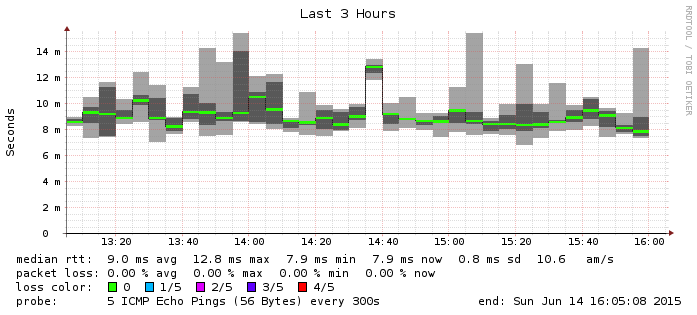 Last 3 Hours
RRDTOOL / TOBI OETIKER
Seconds
14 m
12 m
10 m
8 m
6 m
4 m
2 m
0
13:20 13:40 14:00 14:20 14:40 15:00 15:20 15:40 16:00
median rtt: 9.0 ms avg 12.8 ms max 7.9 ms min 7.9 ms now 0.8 ms sd 10.6 am/s
packet loss: 0.00 % avg 0.00 % max 0.00 % min 0.00 % now
loss color: 0 1/5 2/5 3/5 4/5
probe: 5 ICMP Echo Pings (56 Bytes) every 300s end: Sun Jun 14 16:05:08 2015